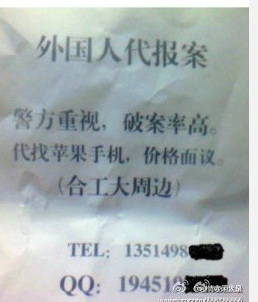 外国人代报案
警方重视，破案率高。
代找苹果手机，价格面议。
（合工大周边）
TEL：1351498
QQ：194519